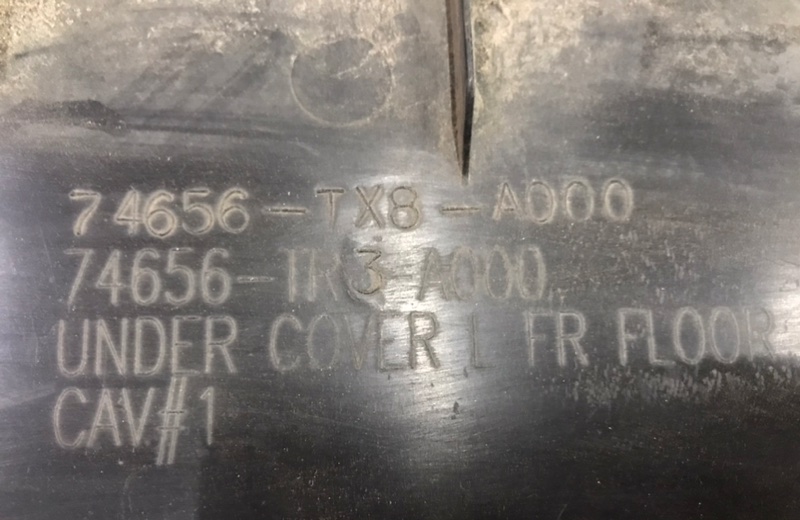 74656-TX8-A000
74656-TR3-A000
UNDER COVER L FR FLOOR
CAV#1